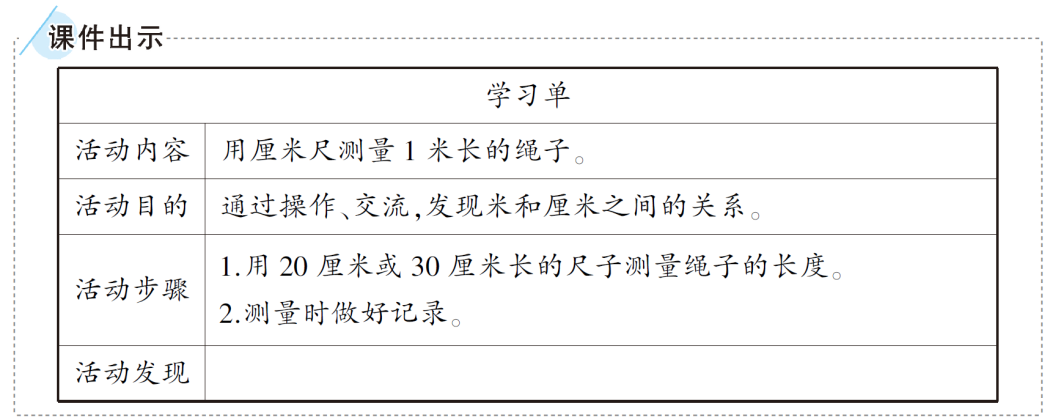 课件出示
学习单
活动内容 用厘米尺测量1米长的绳子。
活动目的 通过操作、交流,发现米和厘米之间的关系。
活动步骤 1.用20厘米或30厘米长的尺子测量绳子的长度。
2.测量时做好记录。
活动发现